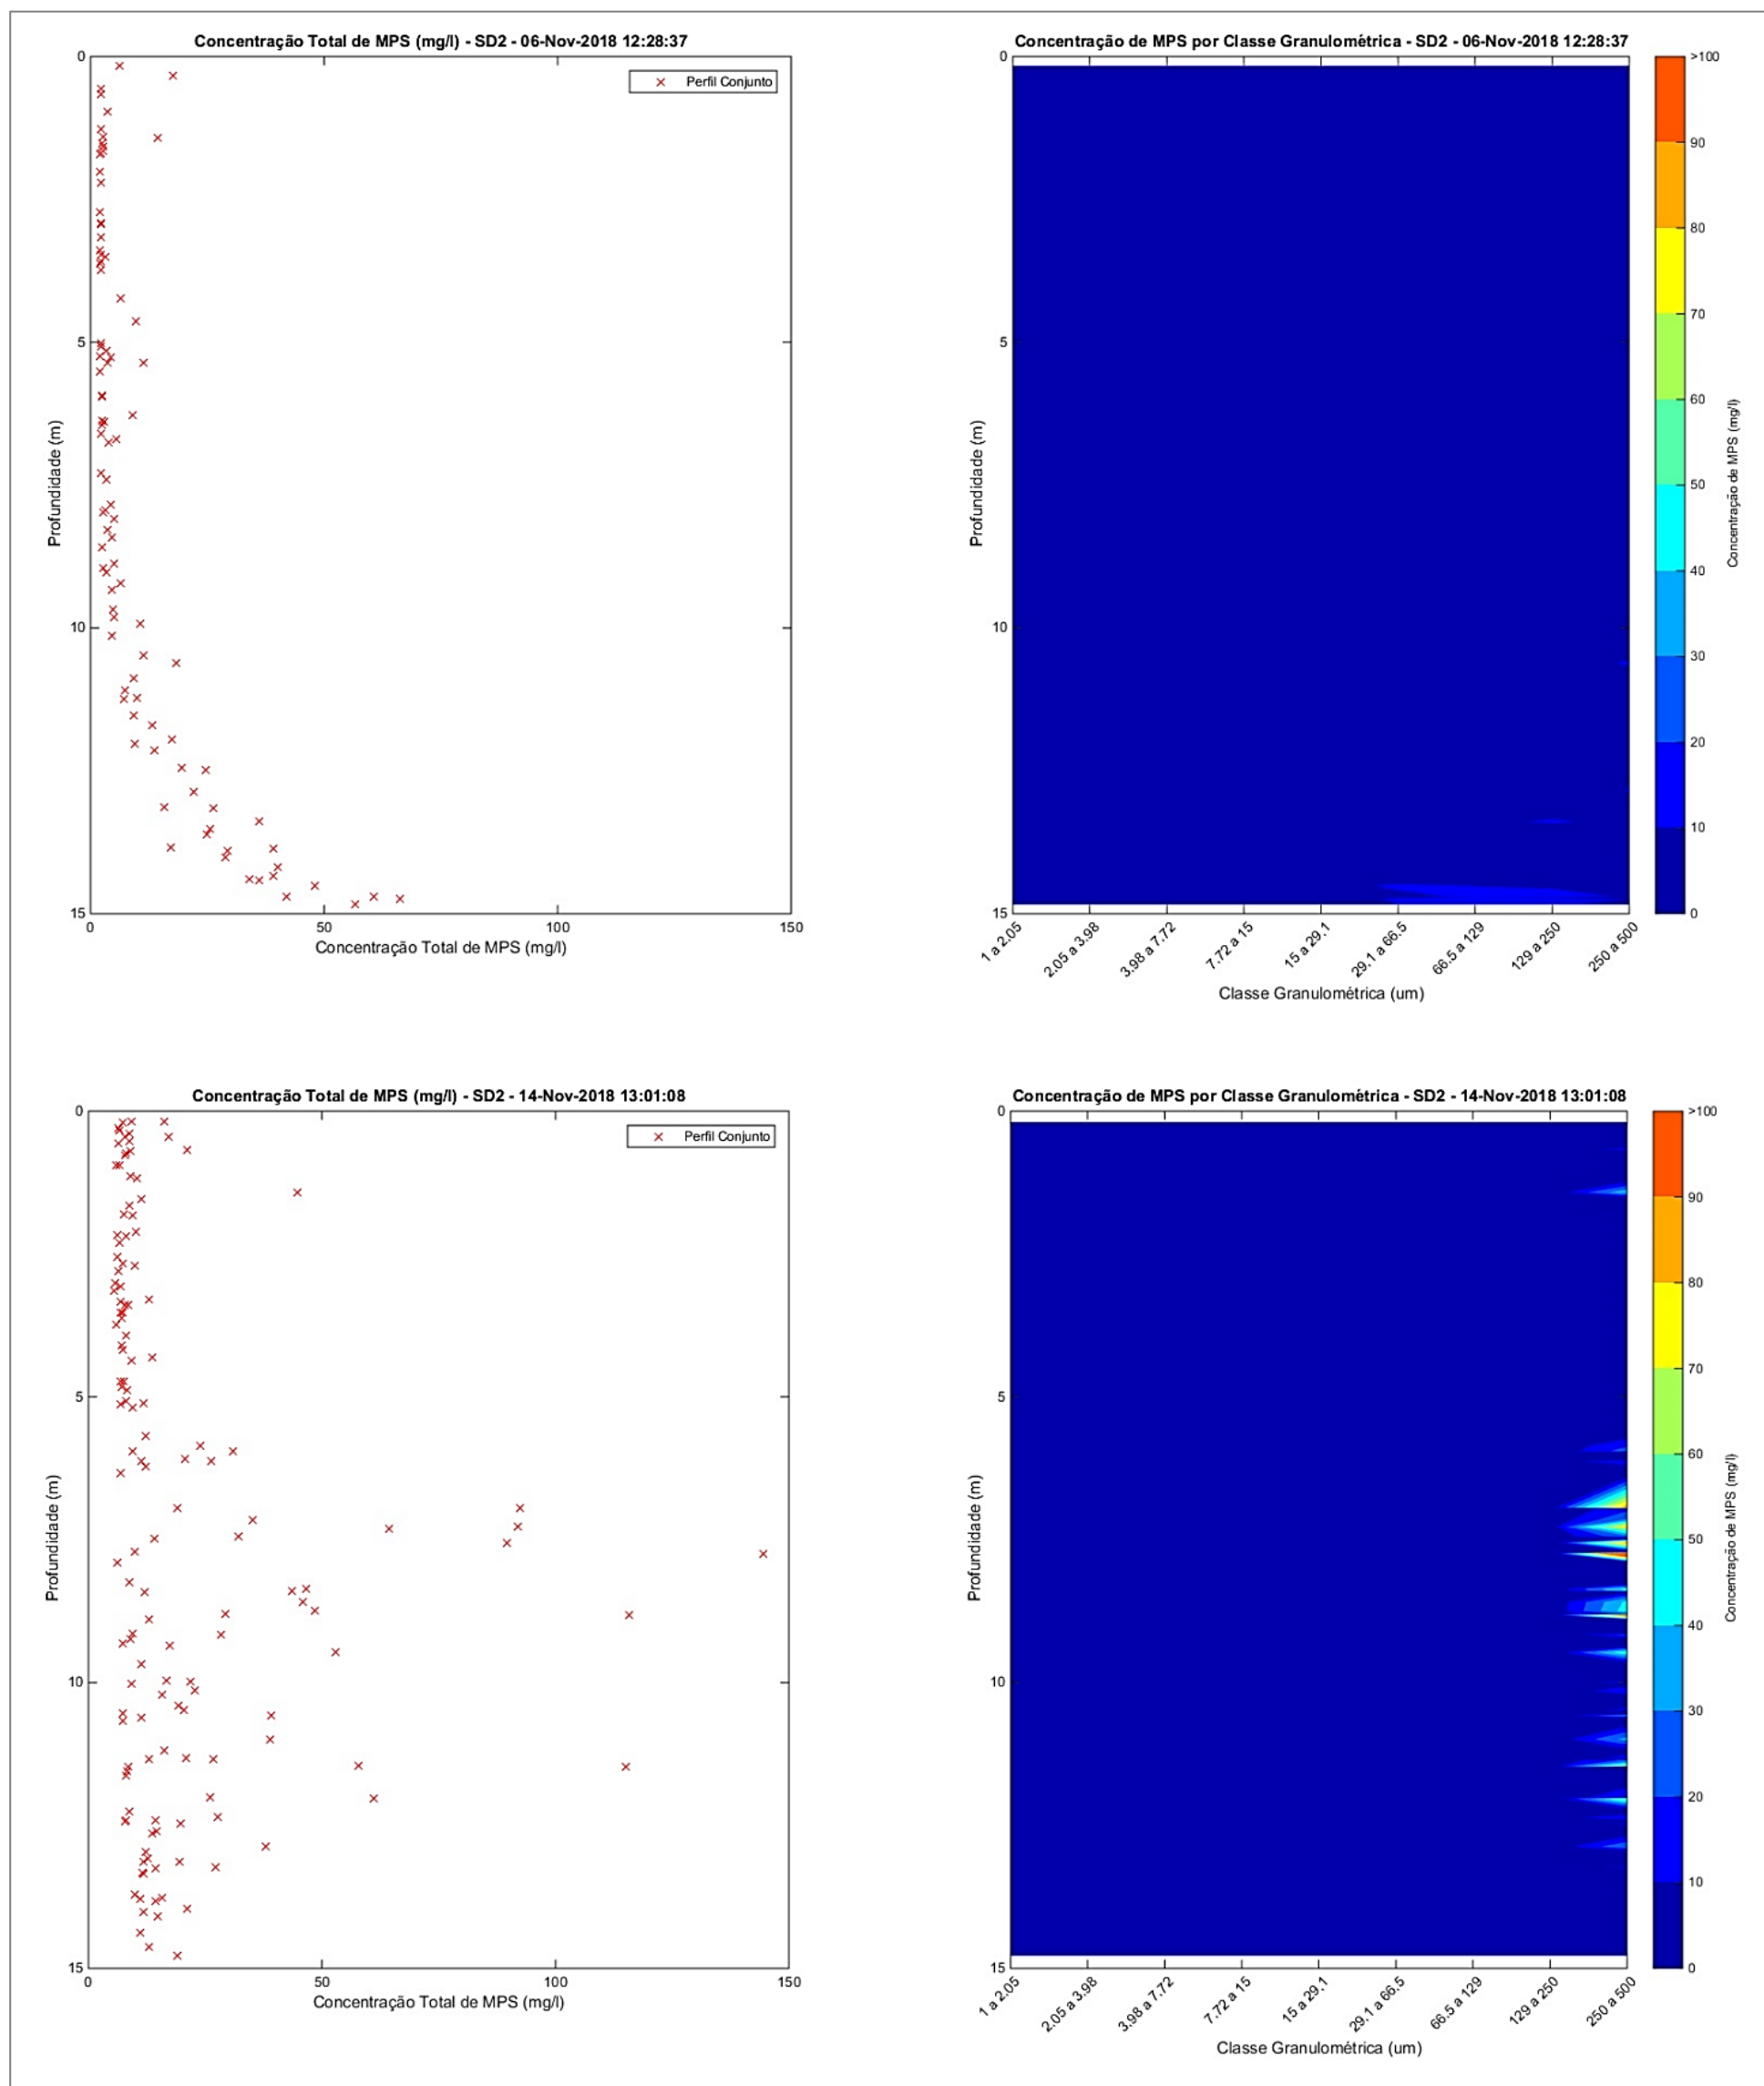 Concentração Total de MPS (mg/l) - SD2 - 06-Nov-2018 12:28:37
Perfil Conjunto
0
5
10
15
Profundidade (m)
0
50
100
150
Concentração Total de MPS (mg/l)
Concentração de MPS por Classe Granulométrica - SD2 - 06-Nov-2018 12:28:37
0
5
10
15
Profundidade (m)
1 a 2.05
2.05 a 3.98
3.98 a 7.72
7.72 a 15
15 a 29.1
29.1 a 66.5
66.5 a 129
129 a 250
250 a 500
Classe Granulométrica (um)
>100
90
80
70
60
50
40
30
20
10
0
Concentração de MPS (mg/l)
Concentração Total de MPS (mg/l) - SD2 - 14-Nov-2018 13:01:08
Perfil Conjunto
0
5
10
15
Profundidade (m)
0
50
100
150
Concentração Total de MPS (mg/l)
Concentração de MPS por Classe Granulométrica - SD2 - 14-Nov-2018 13:01:08
0
5
10
15
Profundidade (m)
1 a 2.05
2.05 a 3.98
3.98 a 7.72
7.72 a 15
15 a 29.1
29.1 a 66.5
66.5 a 129
129 a 250
250 a 500
Classe Granulométrica (um)
>100
90
80
70
60
50
40
30
20
10
0
Concentração de MPS (mg/l)